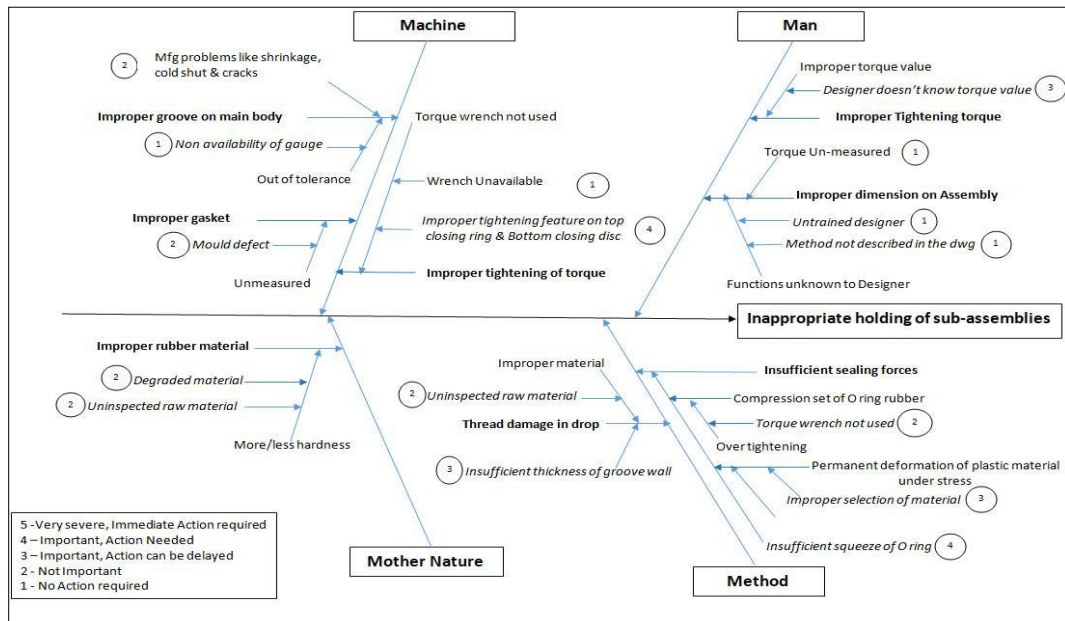 Machine
Man
2
Mfg problems like shrinkage,
cold shut & cracks
Improper torque value
Designer doesn't know torque value
3
Improper groove on main body
Torque wrench not used
Improper Tightening torque
1
Non availability of gauge
Torque Un-measured
1
Out of tolerance
Wrench Unavailable
1
Improper dimension on Assembly
Improper gasket
Improper tightening feature on top
closing ring & Bottom closing disc
4
Untrained designer
1
2
Mould defect
Method not described in the dwg
1
Unmeasured
Improper tightening of torque
Functions unknown to Designer
Inappropriate holding of sub-assemblies
Improper rubber material
Improper material
Insufficient sealing forces
2
Degraded material
2
Uninspected raw material
2
Uninspected raw material
Compression set of O ring rubber
Thread damage in drop
Torque wrench not used
2
More/less hardness
Over tightening
3
Insufficient thickness of groove wall
Permanent deformation of plastic material
under stress
Improper selection of material
3
5 -Very severe, Immediate Action required
4 – Important, Action Needed
3 – Important, Action can be delayed
2 - Not Important
1 - No Action required
Insufficient squeze of O ring
4
Mother Nature
Method